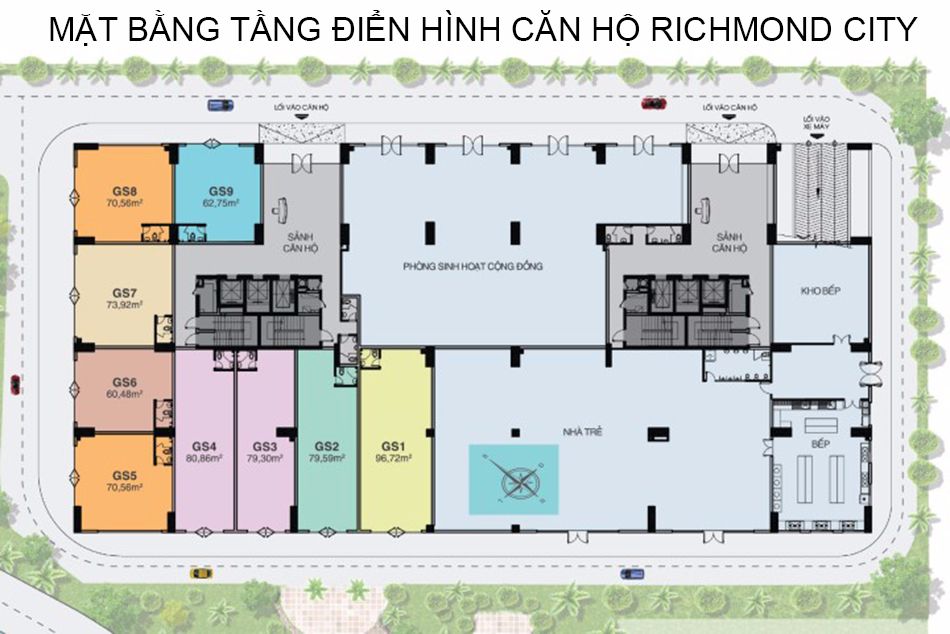 MẶT BẰNG TẦNG ĐIỂN HÌNH CĂN HỘ RICHMOND CITY
LỐI VÀO CĂN HỘ
LỐI VÀO CĂN HỘ
LỐI VÀO
XE MÁY
GS8
70,56m²
GS9
62,75m²
SẢNH
CĂN HỘ
PHÒNG SINH HOẠT CỘNG ĐỒNG
SẢNH
CĂN HỘ
GS7
73,92m²
KHO BẾP
GS6
60,48m²
GS5
70,56m²
GS4
80,86m²
GS3
79,30m²
GS2
79,59m²
GS1
96,72m²
NHÀ TRẺ
BẾP